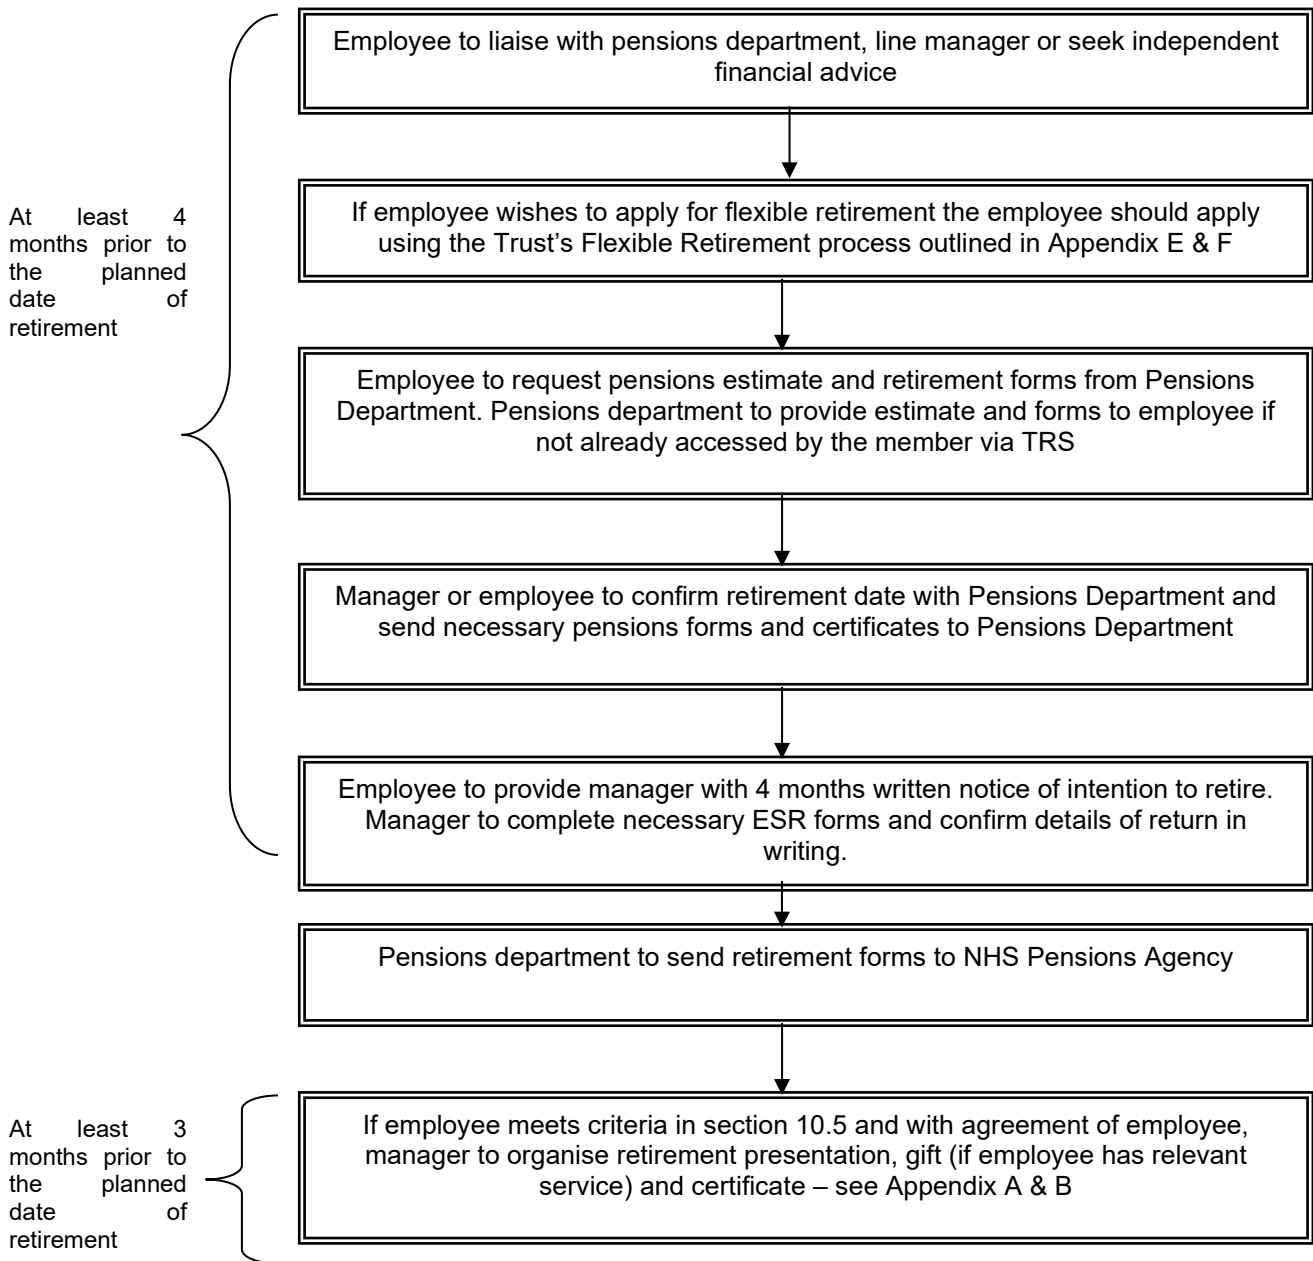 Employee to liaise with pensions department, line manager or seek independent
financial advice
At least 4
months prior to
the planned
date of
retirement
If employee wishes to apply for flexible retirement the employee should apply
using the Trust’s Flexible Retirement process outlined in Appendix E & F
Employee to request pensions estimate and retirement forms from Pensions
Department. Pensions department to provide estimate and forms to employee if
not already accessed by the member via TRS
Manager or employee to confirm retirement date with Pensions Department and
send necessary pensions forms and certificates to Pensions Department
Employee to provide manager with 4 months written notice of intention to retire.
Manager to complete necessary ESR forms and confirm details of return in
writing.
Pensions department to send retirement forms to NHS Pensions Agency
At least 3
months prior to
the planned
date of
retirement
If employee meets criteria in section 10.5 and with agreement of employee,
manager to organise retirement presentation, gift (if employee has relevant
service) and certificate – see Appendix A & B